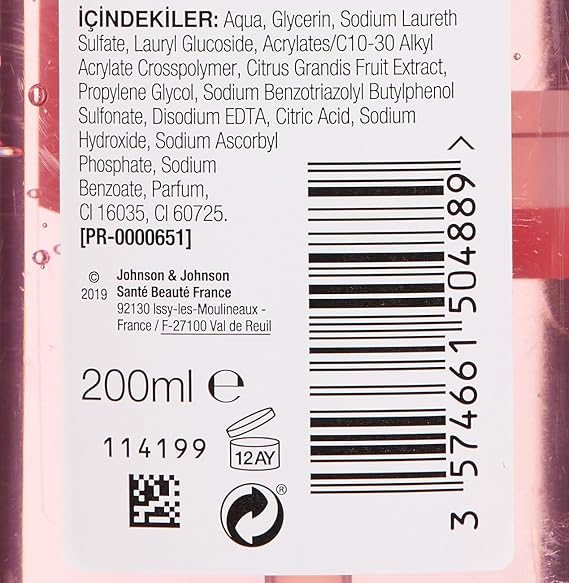 İÇİNDEKİLER: Aqua, Glycerin, Sodium Laureth
Sulfate, Lauryl Glucoside, Acrylates/C10-30 Alkyl
Acrylate Crosspolymer, Citrus Grandis Fruit Extract,
Propylene Glycol, Sodium Benzotriazolyl Butylphenol
Sulfonate, Disodium EDTA, Citric Acid, Sodium
Hydroxide, Sodium Ascorbyl
Phosphate, Sodium
Benzoate, Parfum,
CI 16035, CI 60725.
[PR-0000651]
© Johnson & Johnson
2019 Santé Beauté France
92130 Issy-les-Moulineaux -
France / F-27100 Val de Reuil
200ml ℮
114199
12AY
®
3 574661 504889 >